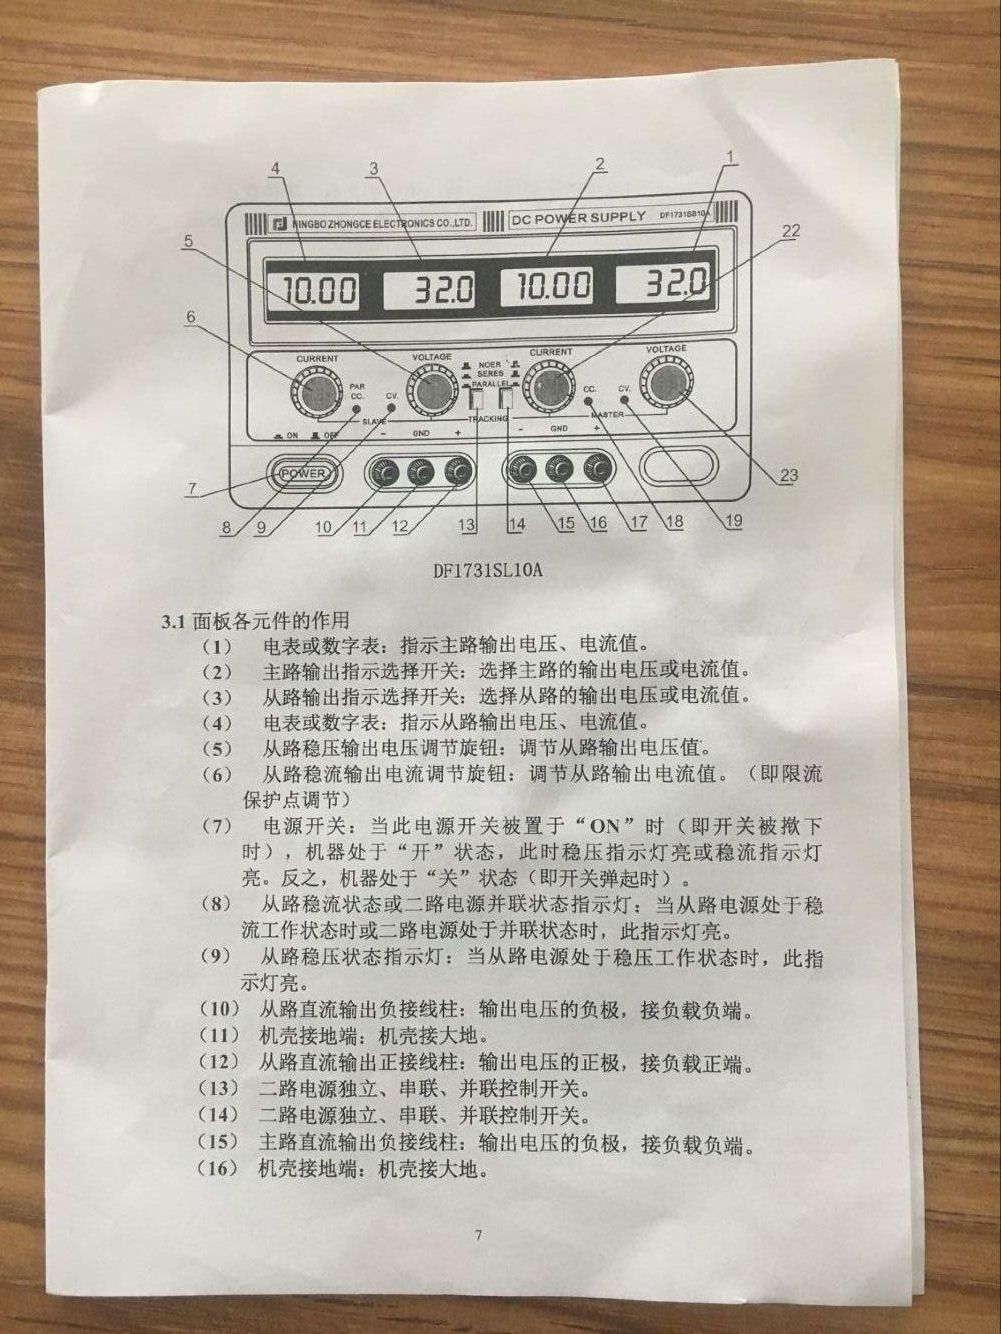 NINGBO ZHONGCE ELECTRONICS CO.,LTD. DC POWER SUPPLY DF1731SB10A
10.00 32.0 10.00 32.0
CURRENT VOLTAGE CURRENT VOLTAGE
PAR CC. CV. CC. CV.
SLAVE MASTER
SERES
PARALLEL
TRACKING
ON OFF
POWER
- GND + - GND +
4 3 2 1
5 22
6 23
7 8 9 10 11 12 13 14 15 16 17 18 19
DF1731SL10A
3.1 面板各元件的作用
(1) 电表或数字表：指示主路输出电压、电流值。
(2) 主路输出指示选择开关：选择主路的输出电压或电流值。
(3) 从路输出指示选择开关：选择从路的输出电压或电流值。
(4) 电表或数字表：指示从路输出电压、电流值。
(5) 从路稳压输出电压调节旋钮：调节从路输出电压值。
(6) 从路稳流输出电流调节旋钮：调节从路输出电流值。（即限流
保护点调节）
(7) 电源开关：当此电源开关被置于“ON”时（即开关被揿下
时），机器处于“开”状态，此时稳压指示灯亮或稳流指示灯
亮。反之，机器处于“关”状态（即开关弹起时）。
(8) 从路稳流状态或二路电源并联状态指示灯：当从路电源处于稳
流工作状态时或二路电源处于并联状态时，此指示灯亮。
(9) 从路稳压状态指示灯：当从路电源处于稳压工作状态时，此指
示灯亮。
(10) 从路直流输出负接线柱：输出电压的负极，接负载负端。
(11) 机壳接地端：机壳接大地。
(12) 从路直流输出正接线柱：输出电压的正极，接负载正端。
(13) 二路电源独立、串联、并联控制开关。
(14) 二路电源独立、串联、并联控制开关。
(15) 主路直流输出负接线柱：输出电压的负极，接负载负端。
(16) 机壳接地端：机壳接大地。
7